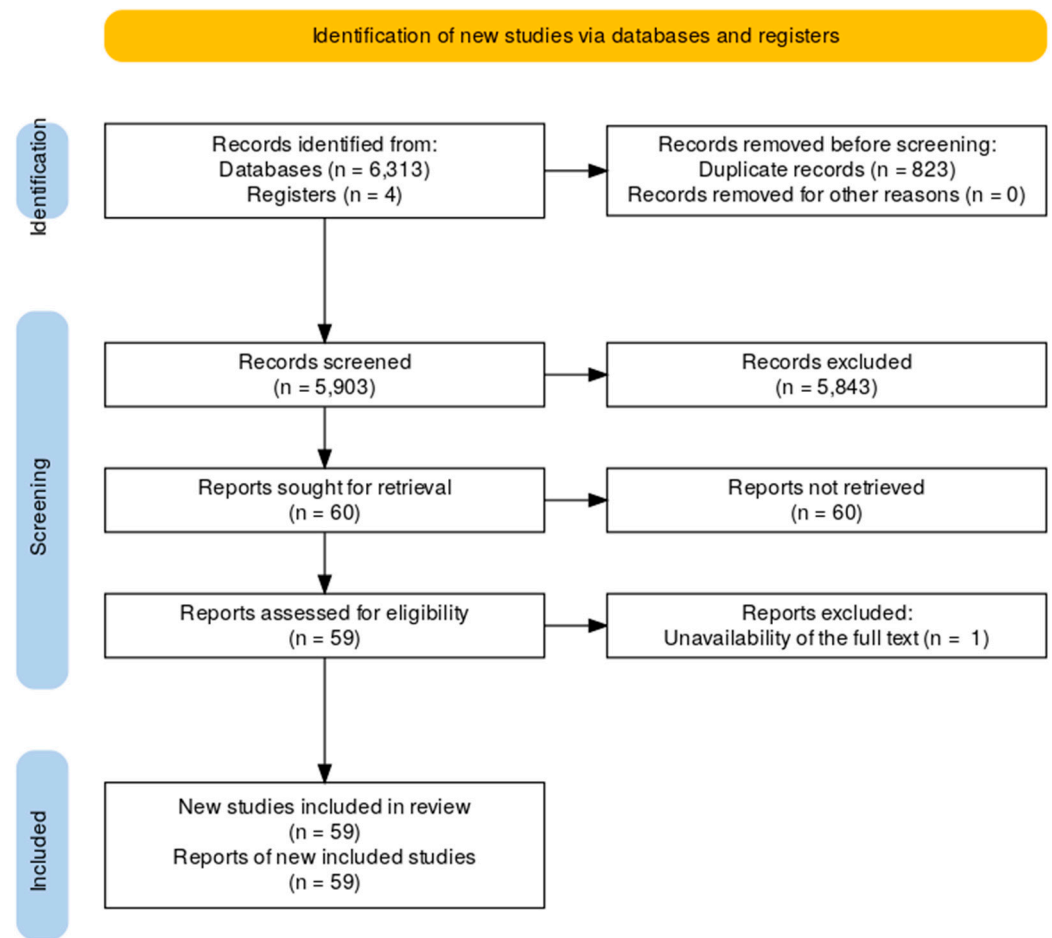 Identification of new studies via databases and registers
Identification
Records identified from:
Databases (n = 6,313)
Registers (n = 4)
Records removed before screening:
Duplicate records (n = 823)
Records removed for other reasons (n = 0)
Screening
Records screened
(n = 5,903)
Records excluded
(n = 5,843)
Reports sought for retrieval
(n = 60)
Reports not retrieved
(n = 60)
Reports assessed for eligibility
(n = 59)
Reports excluded:
Unavailability of the full text (n = 1)
Included
New studies included in review
(n = 59)
Reports of new included studies
(n = 59)